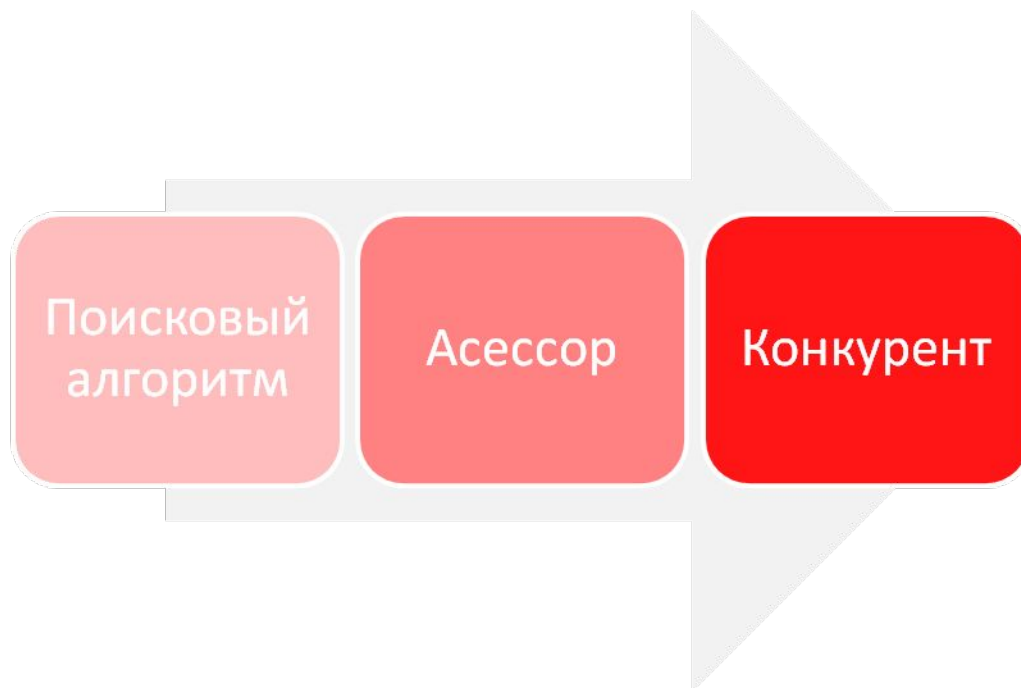 Поисковый
алгоритм
Асессор
Конкурент